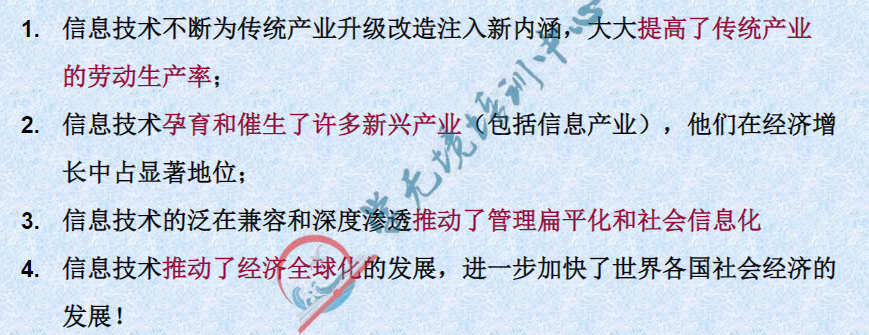 1. 信息技术不断为传统产业升级改造注入新内涵，大大提高了传统产业
的劳动生产率；
2. 信息技术孕育和催生了许多新兴产业（包括信息产业），他们在经济增
长中占显著地位；
3. 信息技术的泛在兼容和深度渗透推动了管理扁平化和社会信息化
4. 信息技术推动了经济全球化的发展，进一步加快了世界各国社会经济的
发展！
学无境培训中心